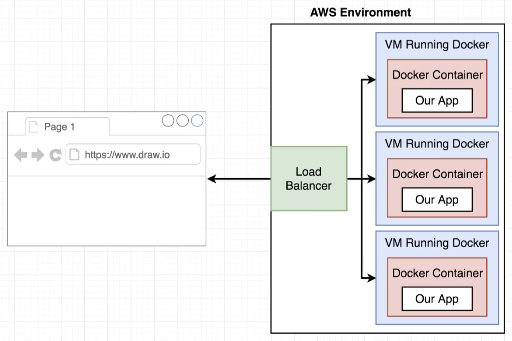 AWS Environment
Page 1
https://www.draw.io
Load
Balancer
VM Running Docker
Docker Container
Our App
VM Running Docker
Docker Container
Our App
VM Running Docker
Docker Container
Our App